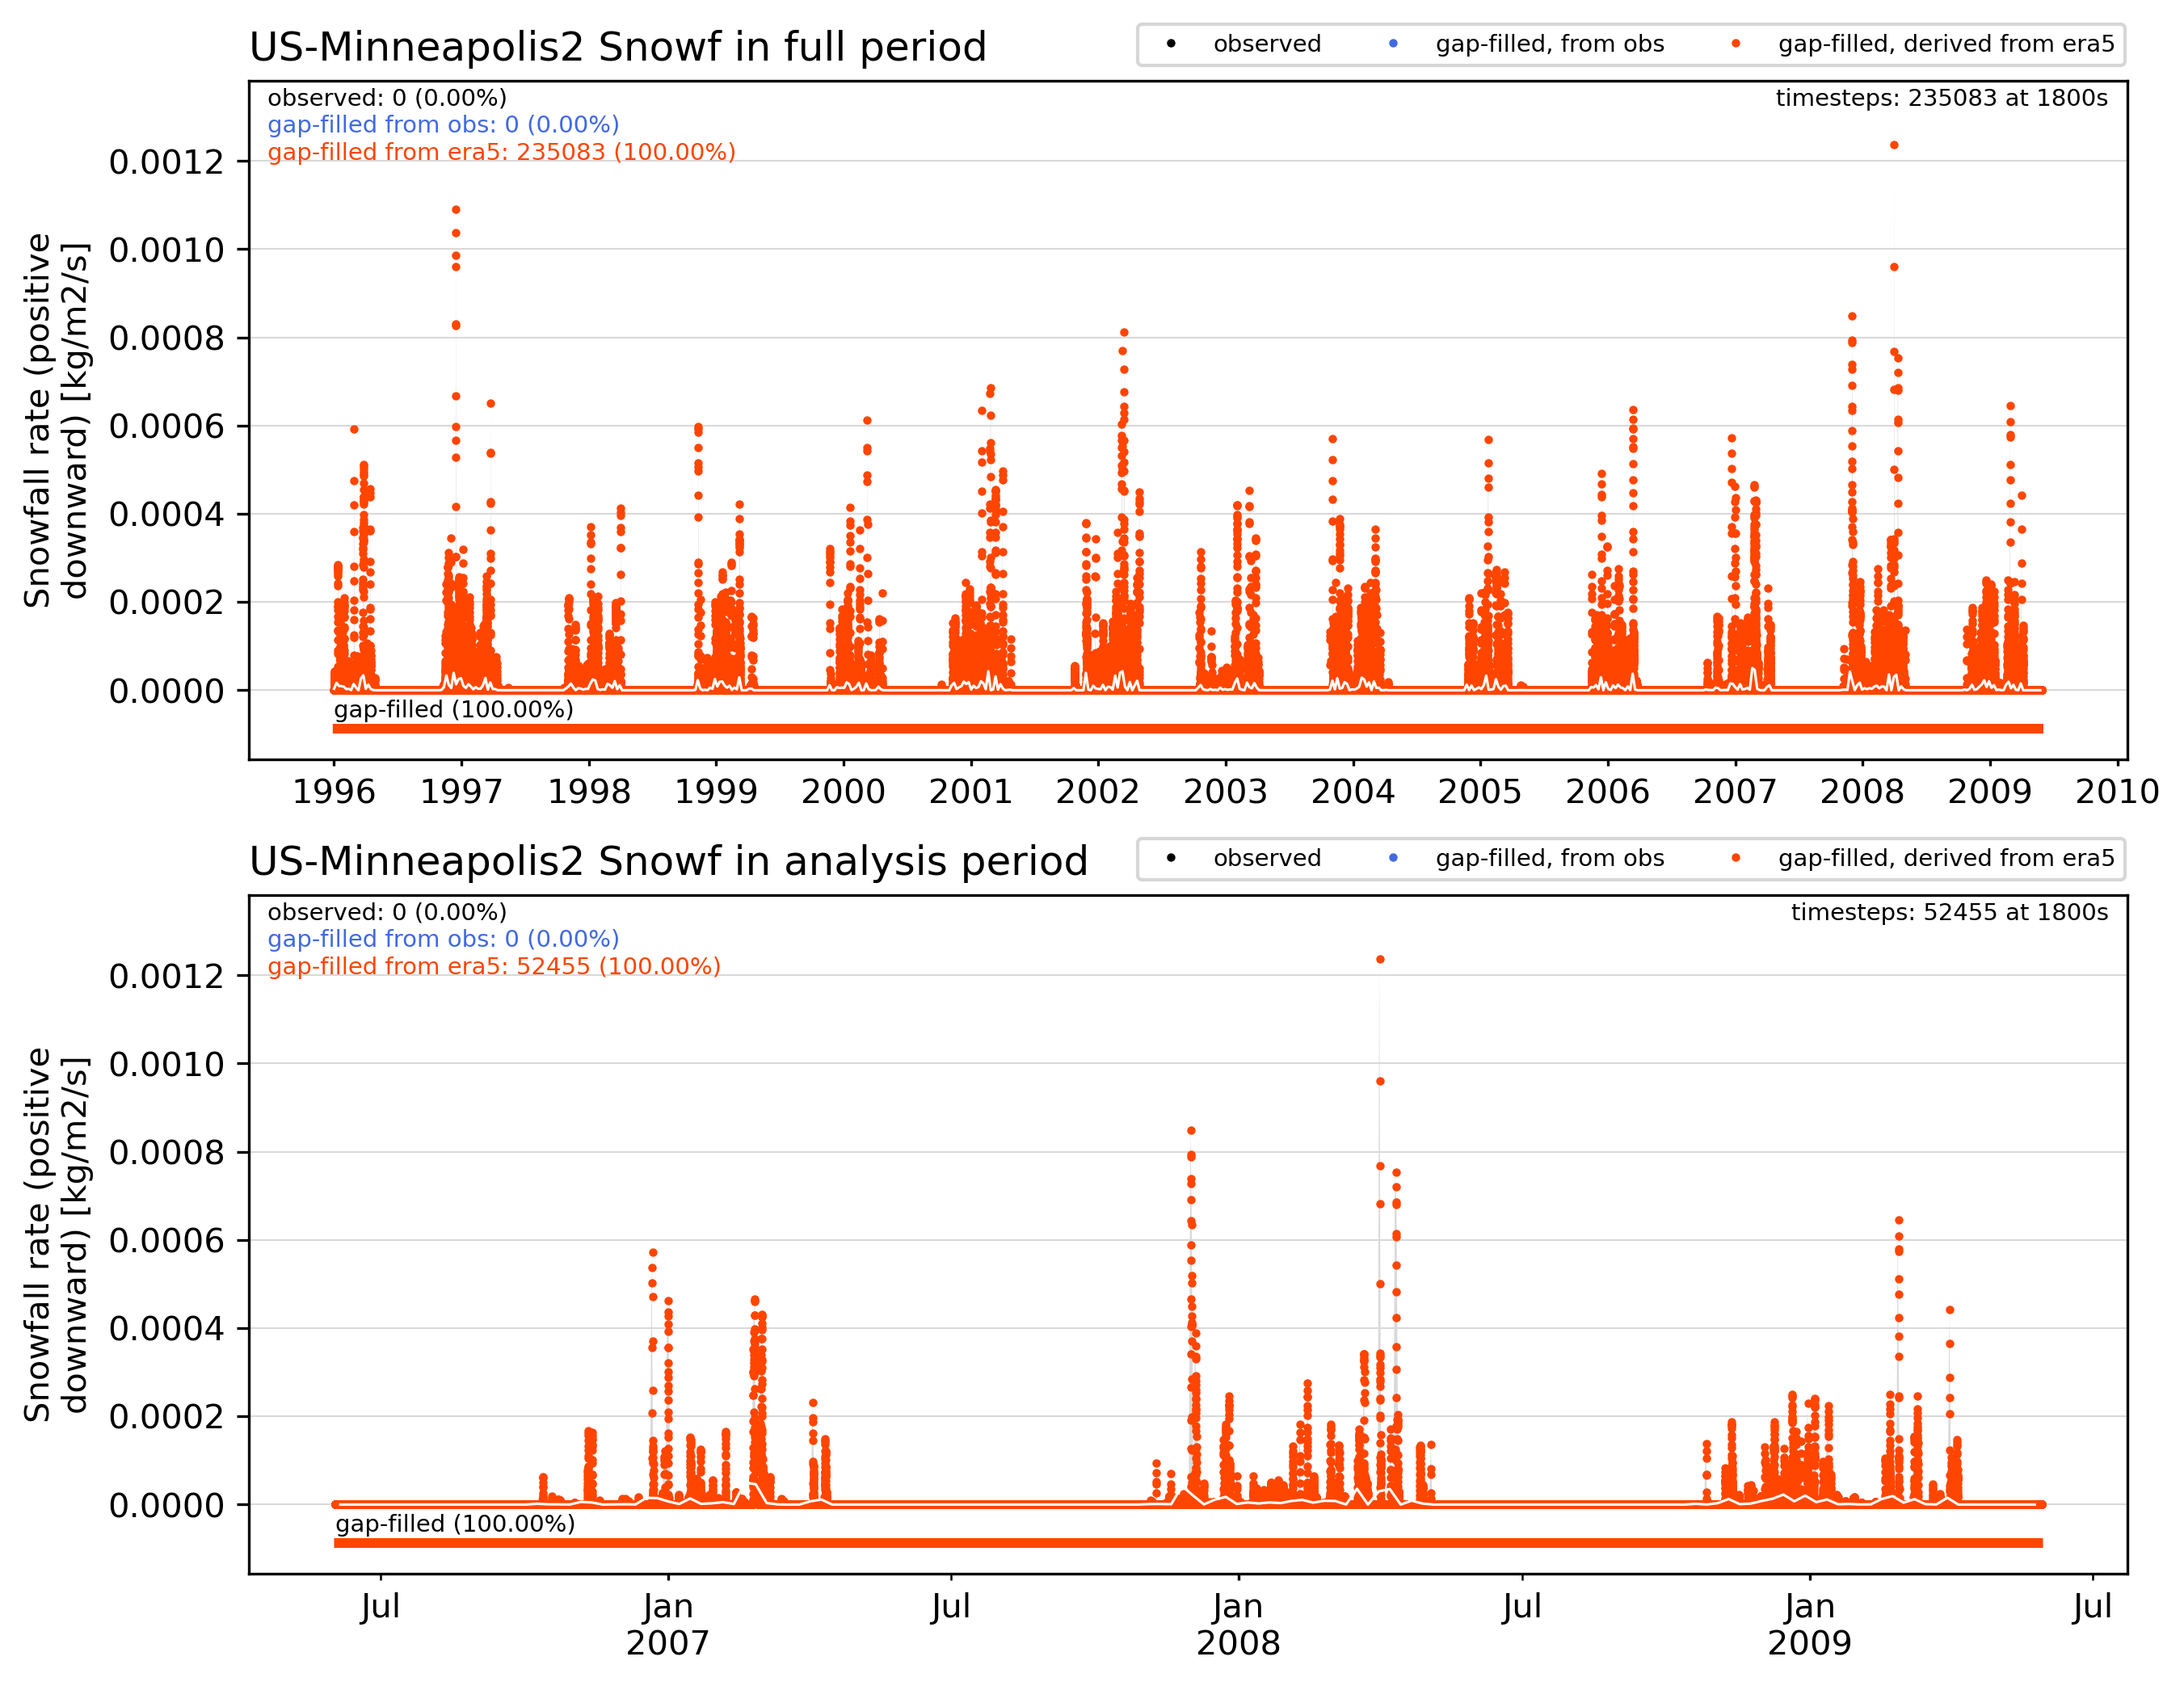 US-Minneapolis2 Snowf in full period
observed
gap-filled, from obs
gap-filled, derived from era5
observed: 0 (0.00%)
gap-filled from obs: 0 (0.00%)
gap-filled from era5: 235083 (100.00%)
timesteps: 235083 at 1800s
Snowfall rate (positive
downward) [kg/m2/s]
0.0012
0.0010
0.0008
0.0006
0.0004
0.0002
0.0000
gap-filled (100.00%)
1996 1997 1998 1999 2000 2001 2002 2003 2004 2005 2006 2007 2008 2009 2010
US-Minneapolis2 Snowf in analysis period
observed
gap-filled, from obs
gap-filled, derived from era5
observed: 0 (0.00%)
gap-filled from obs: 0 (0.00%)
gap-filled from era5: 52455 (100.00%)
timesteps: 52455 at 1800s
Snowfall rate (positive
downward) [kg/m2/s]
0.0012
0.0010
0.0008
0.0006
0.0004
0.0002
0.0000
gap-filled (100.00%)
Jul Jan Jul Jan Jul Jan Jul
2007 2008 2009